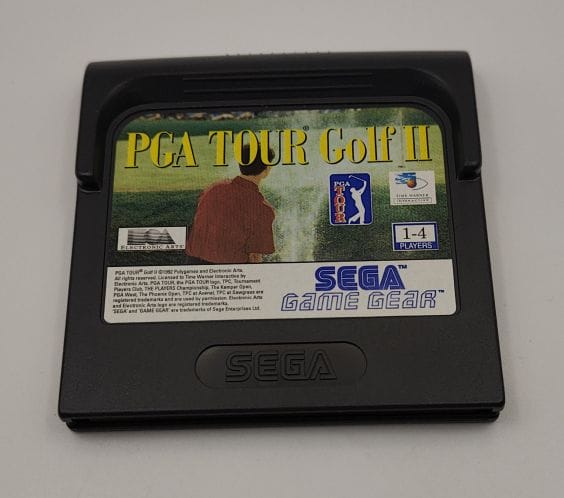 PGA TOUR® Golf II
PGA
TOUR
TIME WARNER
INTERACTIVE
EA
ELECTRONIC ARTS®
1-4
PLAYERS
PGA TOUR® Golf II ©1992 Polygames and Electronic Arts.
All rights reserved. Licensed to Time Warner Interactive by
Electronic Arts. PGA TOUR, the PGA TOUR logo, TPC, Tournament
Players Club, THE PLAYERS Championship, The Kemper Open,
PGA West, The Phoenix Open, TPC at Avenel, TPC at Sawgrass are
registered trademarks and are used by permission. Electronic Arts
and Electronic Arts logo are registered trademarks.
"SEGA" and "GAME GEAR" are trademarks of Sega Enterprises Ltd.
SEGA™
GAME GEAR™
SEGA